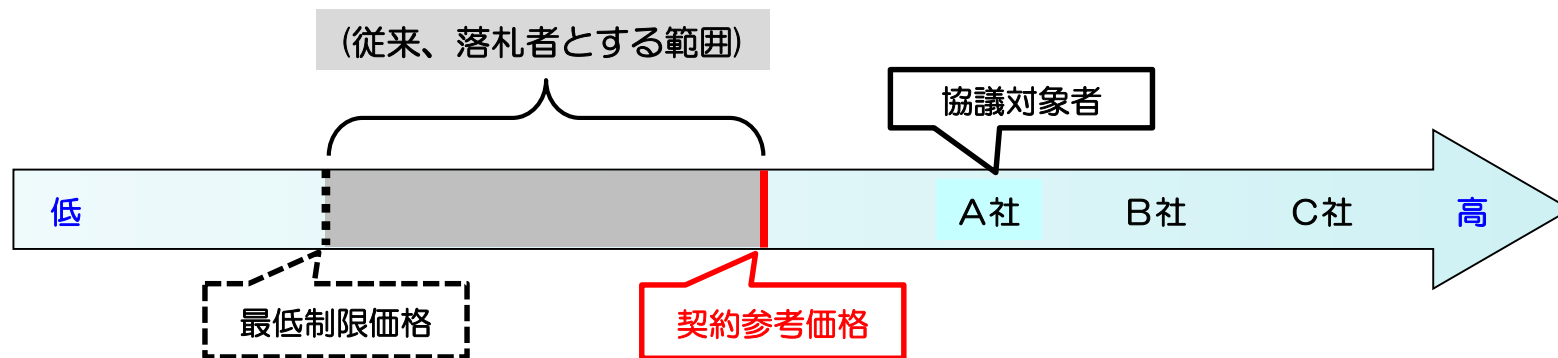 (従来、落札者とする範囲)
協議対象者
低
A社
B社
C社
高
最低制限価格
契約参考価格